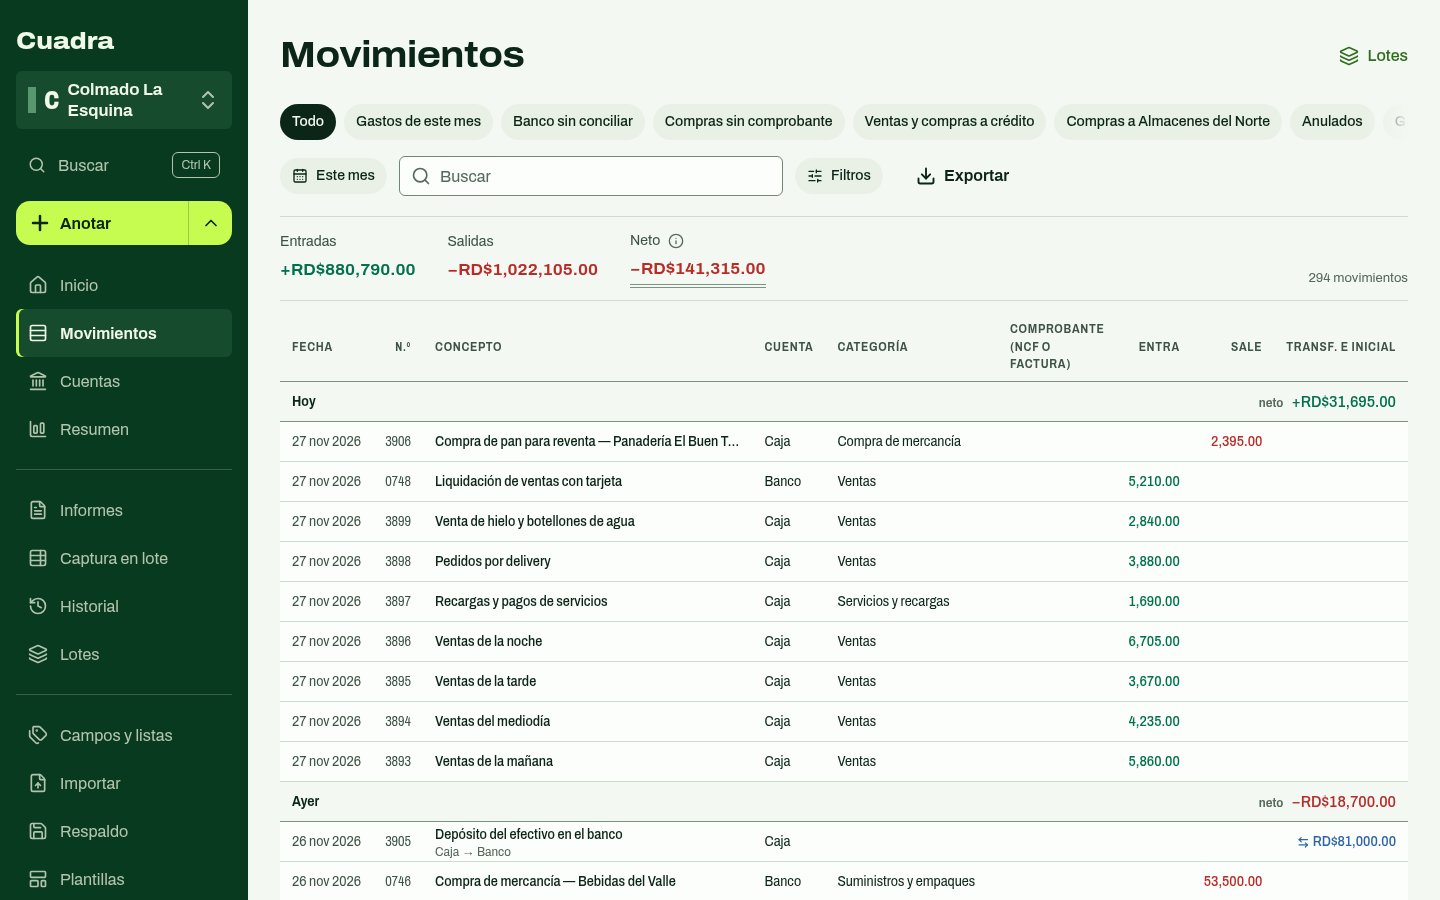 Cuadra
C Colmado La Esquina
Buscar Ctrl K
Anotar
Inicio
Movimientos
Cuentas
Resumen
Informes
Captura en lote
Historial
Lotes
Campos y listas
Importar
Respaldo
Plantillas
Movimientos
Lotes
Todo Gastos de este mes Banco sin conciliar Compras sin comprobante Ventas y compras a crédito Compras a Almacenes del Norte Anulados G
Este mes Buscar Filtros Exportar
Entradas Salidas Neto
+RD$880,790.00 −RD$1,022,105.00 −RD$141,315.00
294 movimientos
FECHA N.º CONCEPTO CUENTA CATEGORÍA COMPROBANTE (NCF O FACTURA) ENTRA SALE TRANSF. E INICIAL
Hoy neto +RD$31,695.00
27 nov 2026 3906 Compra de pan para reventa — Panadería El Buen T… Caja Compra de mercancía 2,395.00
27 nov 2026 0748 Liquidación de ventas con tarjeta Banco Ventas 5,210.00
27 nov 2026 3899 Venta de hielo y botellones de agua Caja Ventas 2,840.00
27 nov 2026 3898 Pedidos por delivery Caja Ventas 3,880.00
27 nov 2026 3897 Recargas y pagos de servicios Caja Servicios y recargas 1,690.00
27 nov 2026 3896 Ventas de la noche Caja Ventas 6,705.00
27 nov 2026 3895 Ventas de la tarde Caja Ventas 3,670.00
27 nov 2026 3894 Ventas del mediodía Caja Ventas 4,235.00
27 nov 2026 3893 Ventas de la mañana Caja Ventas 5,860.00
Ayer neto −RD$18,700.00
26 nov 2026 3905 Depósito del efectivo en el banco Caja RD$81,000.00
Caja → Banco
26 nov 2026 0746 Compra de mercancía — Bebidas del Valle Banco Suministros y empaques 53,500.00